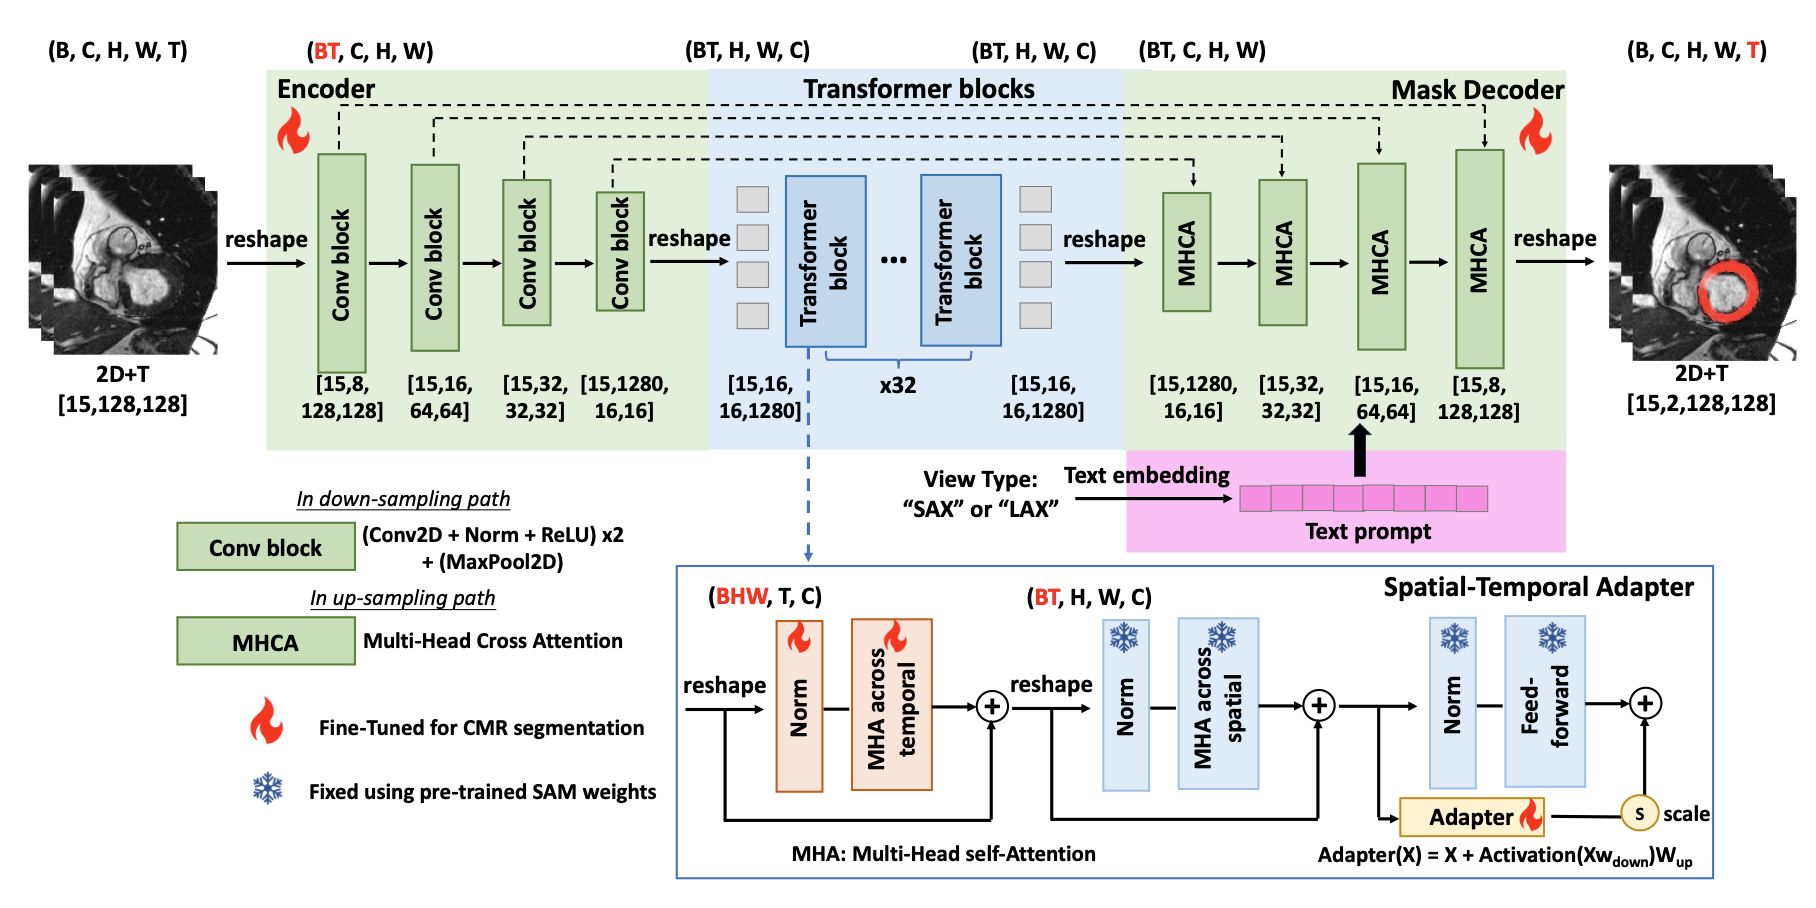 (B, C, H, W, T)
(BT, C, H, W)
(BT, H, W, C)
(BT, H, W, C)
(BT, C, H, W)
(B, C, H, W, T)
Encoder
Transformer blocks
Mask Decoder
reshape
Conv block
Conv block
Conv block
Conv block
reshape
Transformer
block
...
Transformer
block
reshape
MHCA
MHCA
MHCA
MHCA
reshape
2D+T
[15,128,128]
[15,8,
128,128]
[15,16,
64,64]
[15,32,
32,32]
[15,1280,
16,16]
[15,16,
16,1280]
x32
[15,16,
16,1280]
[15,1280,
16,16]
[15,32,
32,32]
[15,16,
64,64]
[15,8,
128,128]
2D+T
[15,2,128,128]
View Type:
“SAX” or “LAX”
Text embedding
Text prompt
In down-sampling path
Conv block
(Conv2D + Norm + ReLU) x2
+ (MaxPool2D)
In up-sampling path
MHCA
Multi-Head Cross Attention
Fine-Tuned for CMR segmentation
Fixed using pre-trained SAM weights
Spatial-Temporal Adapter
(BHW, T, C)
(BT, H, W, C)
reshape
Norm
MHA across
temporal
+
reshape
Norm
MHA across
spatial
+
Norm
Feed-
forward
+
Adapter
s
scale
MHA: Multi-Head self-Attention
Adapter(X) = X + Activation(Xw_down)W_up